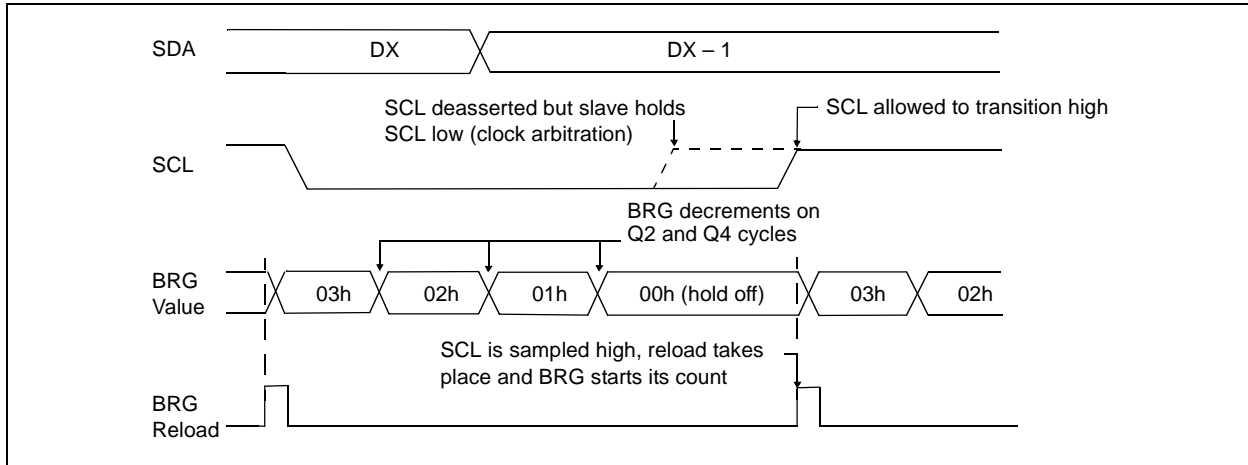 SDA
DX
DX – 1
SCL deasserted but slave holds
SCL low (clock arbitration)
SCL allowed to transition high
SCL
BRG decrements on
Q2 and Q4 cycles
BRG
Value
03h
02h
01h
00h (hold off)
03h
02h
SCL is sampled high, reload takes
place and BRG starts its count
BRG
Reload